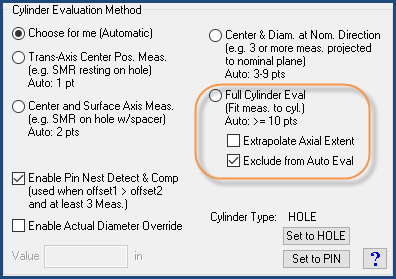 Cylinder Evaluation Method
Choose for me (Automatic)
Trans-Axis Center Pos. Meas.
(e.g. SMR resting on hole)
Auto: 1 pt
Center and Surface Axis Meas.
(e.g. SMR on hole w/spacer)
Auto: 2 pts
Center & Diam. at Nom. Direction
(e.g. 3 or more meas. projected
to nominal plane)
Auto: 3-9 pts
Full Cylinder Eval
(Fit meas. to cyl.)
Auto: >= 10 pts
Extrapolate Axial Extent
Exclude from Auto Eval
Enable Pin Nest Detect & Comp
(used when offset1 > offset2
and at least 3 Meas.)
Enable Actual Diameter Override
Value in
Cylinder Type: HOLE
Set to HOLE
Set to PIN
?